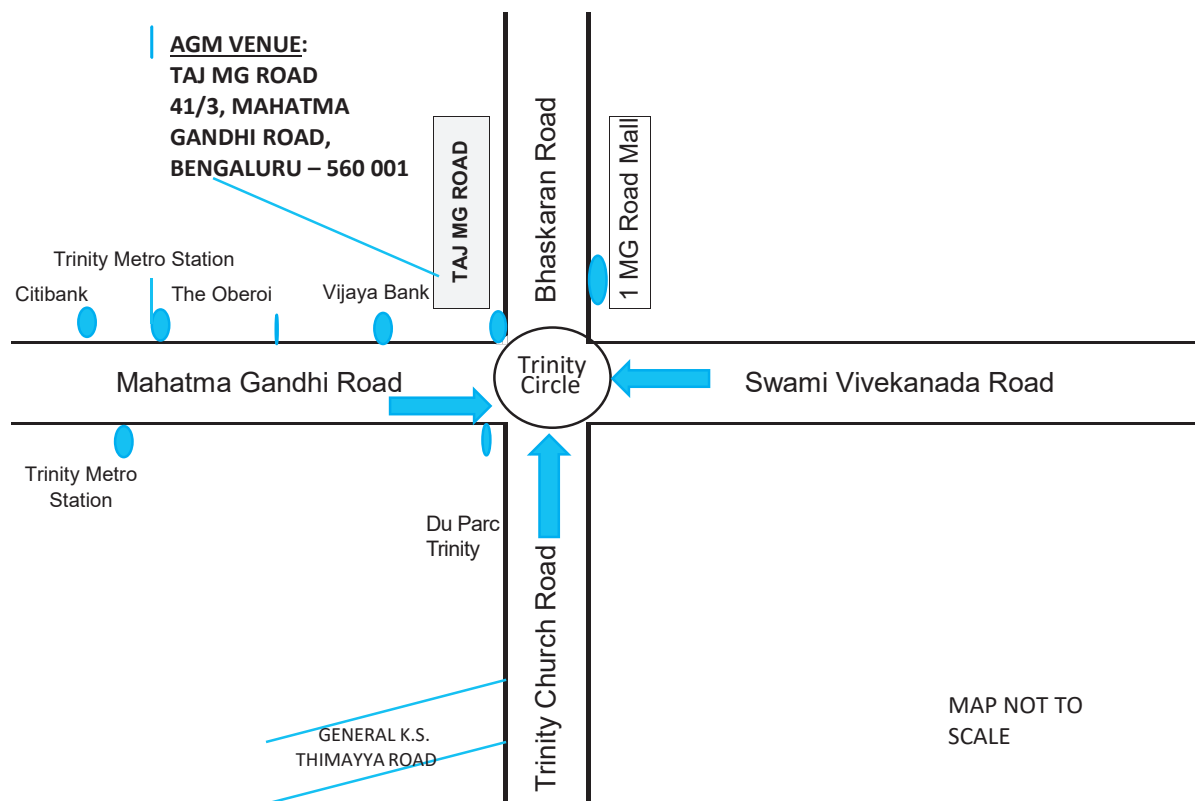 AGM VENUE:
TAJ MG ROAD
41/3, MAHATMA
GANDHI ROAD,
BENGALURU – 560 001
TAJ MG ROAD
Bhaskaran Road
1 MG Road Mall
Trinity Metro Station
Citibank
The Oberoi
Vijaya Bank
Trinity
Circle
Mahatma Gandhi Road
Swami Vivekanada Road
Trinity Metro
Station
Du Parc
Trinity
Trinity Church Road
GENERAL K.S.
THIMAYYA ROAD
MAP NOT TO
SCALE